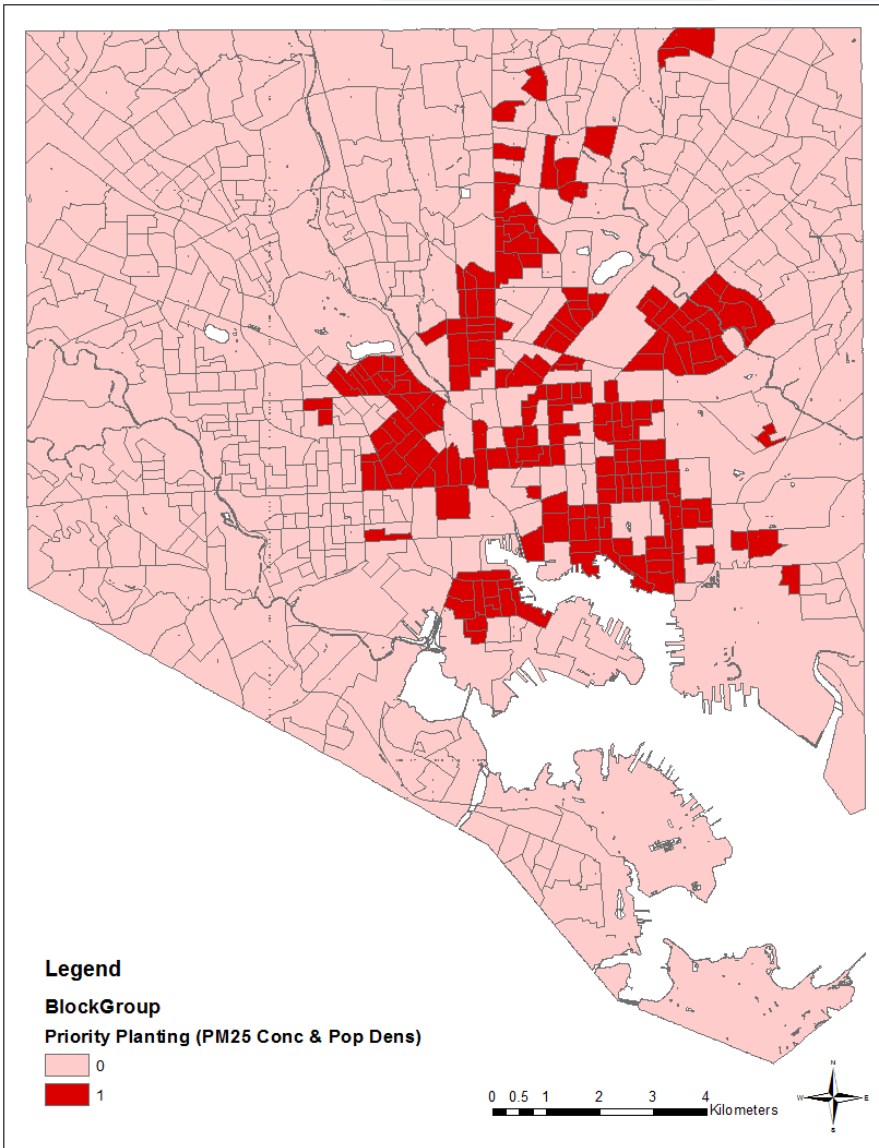 Legend
BlockGroup
Priority Planting (PM25 Conc & Pop Dens)
0
1
0 0.5 1 2 3 4
Kilometers
N
W E
S